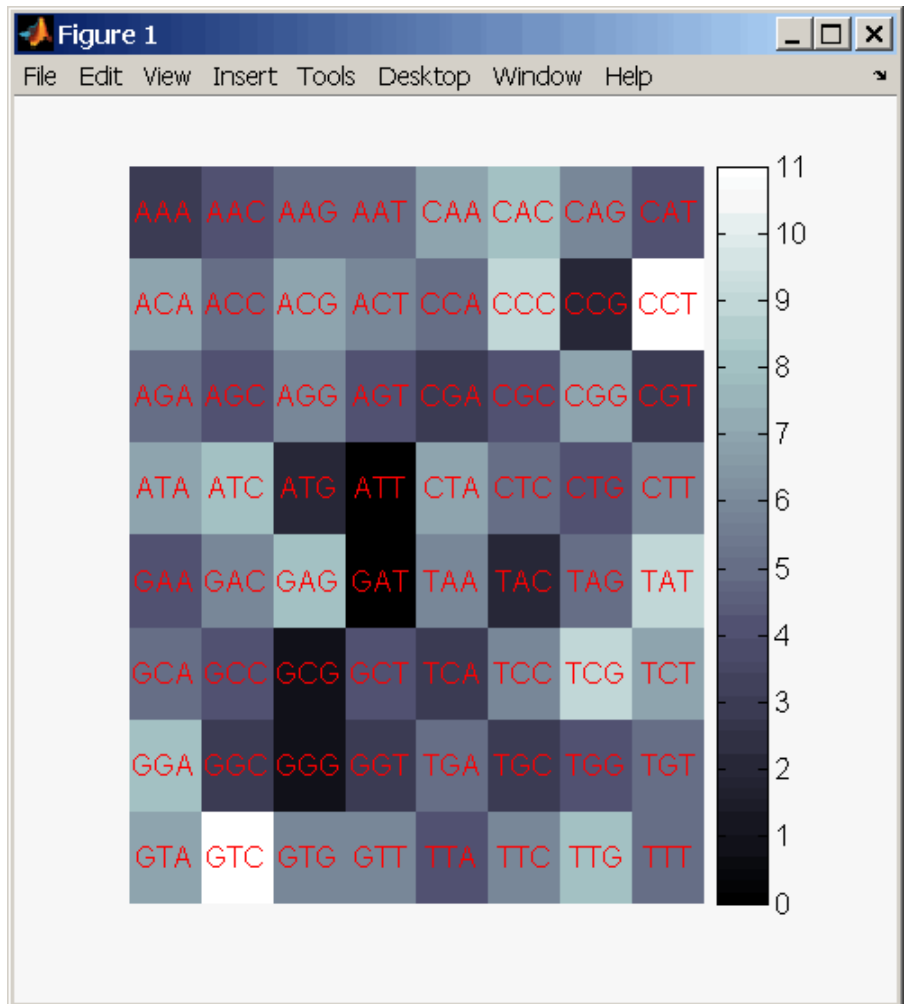 Figure 1
File Edit View Insert Tools Desktop Window Help
11
AAA AAC AAG AAT CAA CAC CAG CAT
10
ACA ACC ACG ACT CCA CCC CCG CCT
9
8
AGA AGC AGG AGT CGA CGC CGG CGT
7
ATA ATC ATG ATT CTA CTC CTG CTT
6
5
GAA GAC GAG GAT TAA TAC TAG TAT
4
GCA GCC GCG GCT TCA TCC TCG TCT
3
2
GGA GGC GGG GGT TGA TGC TGG TGT
1
GTA GTC GTG GTT TTA TTC TTG TTT
0